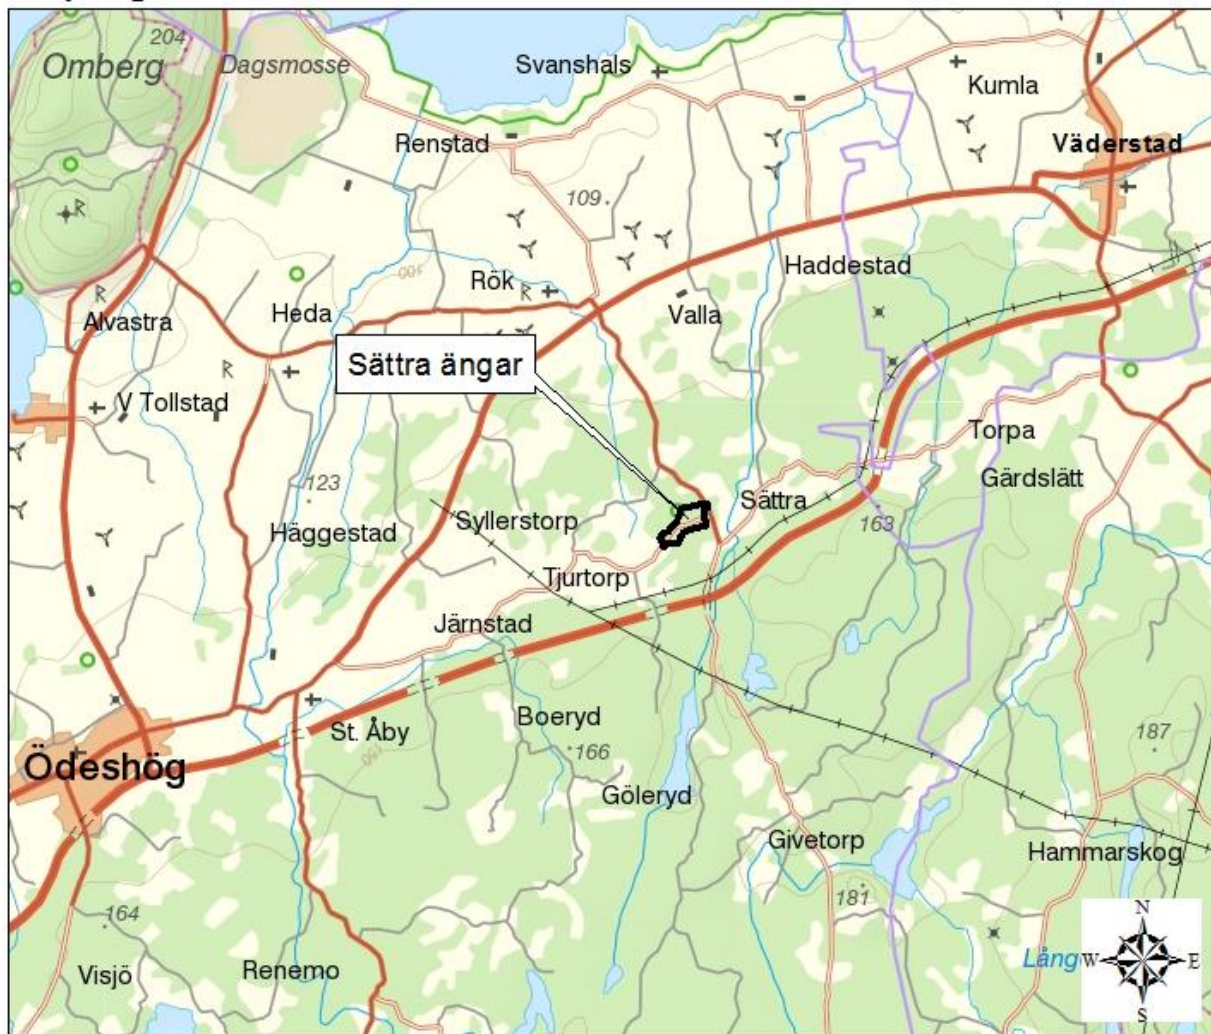 204
Omberg
Dagsmosse
Svanshals
Kumla
Renstad
Väderstad
109
Haddestad
100
Rök
R
R
R
R
Heda
Valla
Alvastra
Sättra ängar
V Tollstad
Torpa
Gärdslätt
123
Sättra
Syllerstorp
163
Häggestad
Tjurtorp
Järnstad
Boeryd
St. Åby
166
187
150
Ödeshög
Göleryd
Givetorp
Hammarskog
181
164
N
Lång
W
E
Visjö
Renemo
S